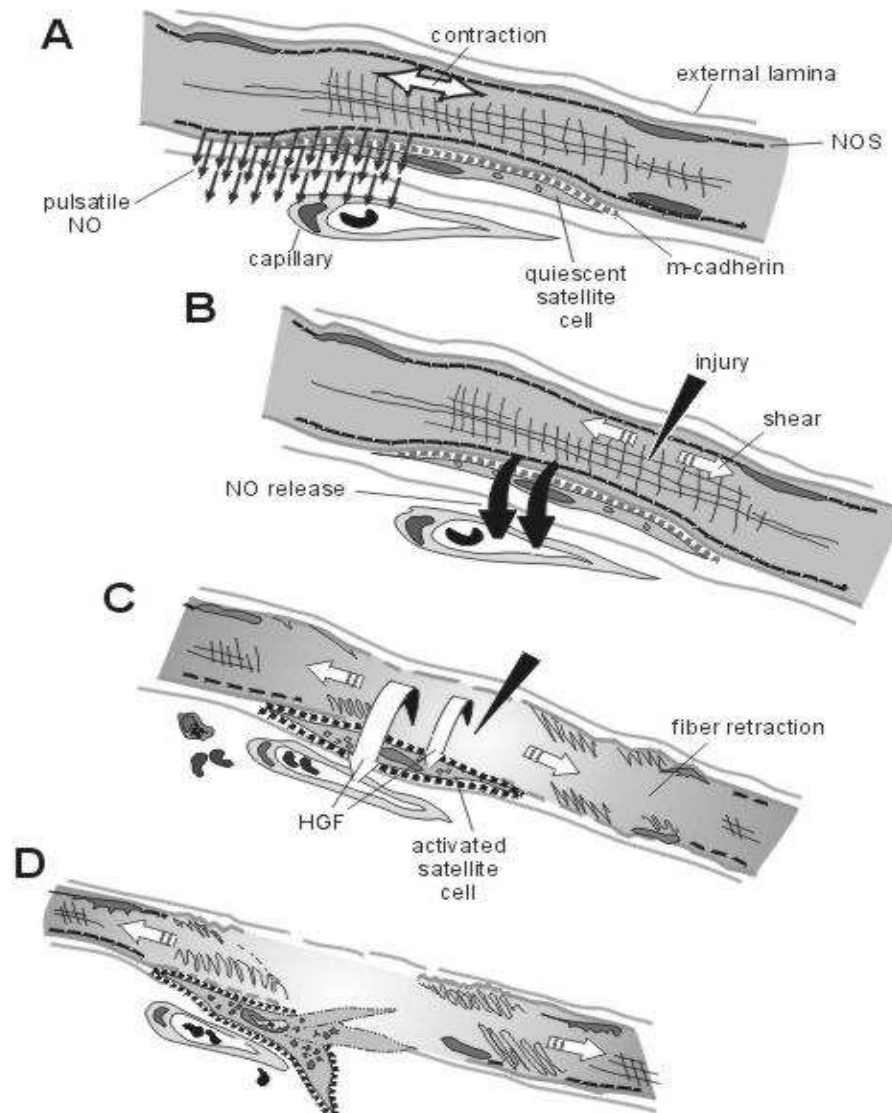 A
contraction
external lamina
NOS
pulsatile
NO
capillary
quiescent
satellite
cell
m-cadherin
B
injury
shear
NO release
C
fiber retraction
HGF
activated
satellite
cell
D